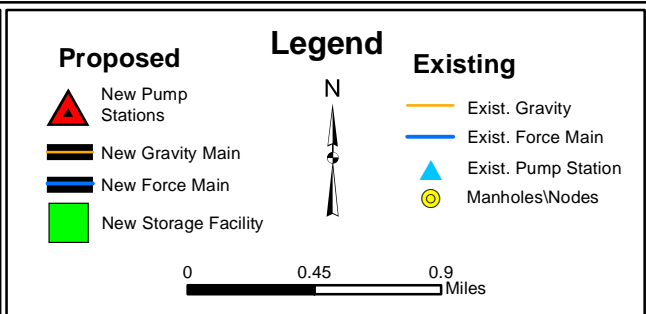 Legend
Proposed
New Pump
Stations
New Gravity Main
New Force Main
New Storage Facility
N
Existing
Exist. Gravity
Exist. Force Main
Exist. Pump Station
Manholes\Nodes
0 0.45 0.9
Miles